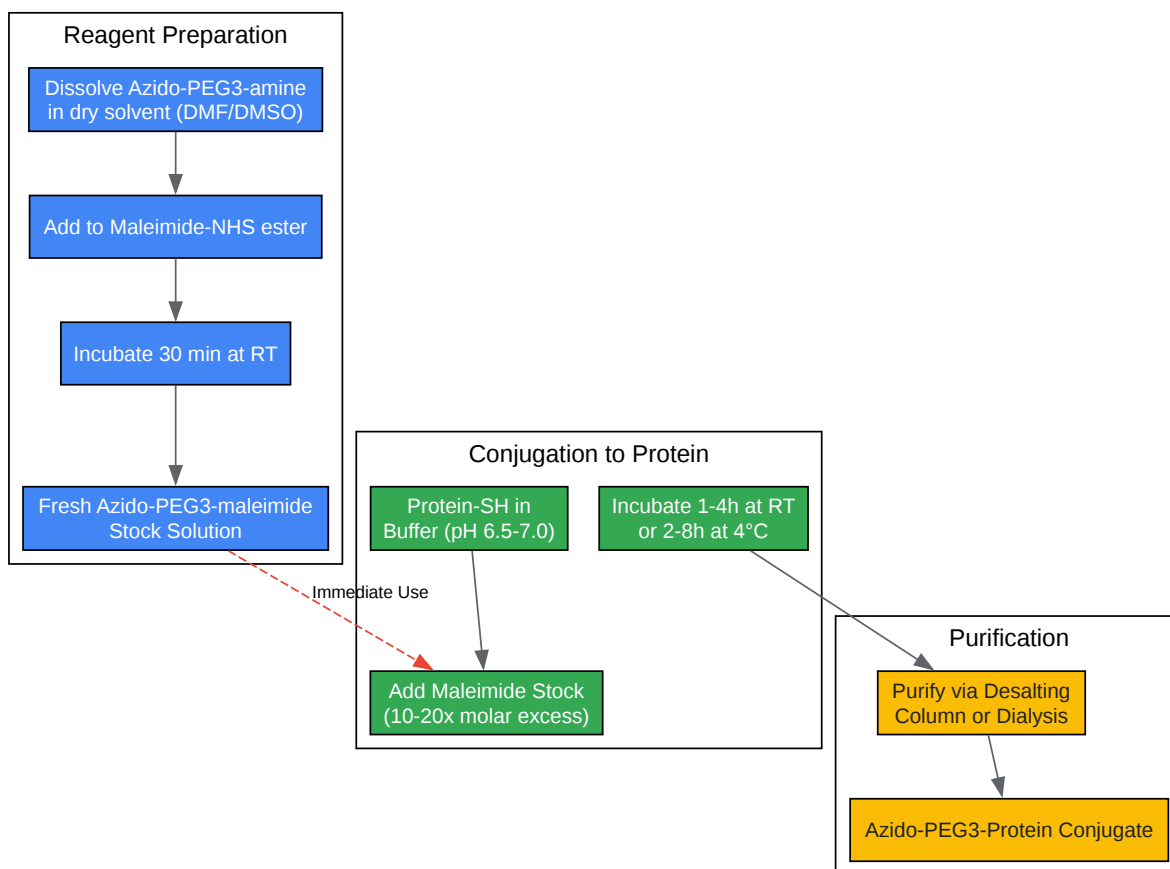 Reagent Preparation
Dissolve Azido-PEG3-amine
in dry solvent (DMF/DMSO)
Add to Maleimide-NHS ester
Incubate 30 min at RT
Fresh Azido-PEG3-maleimide
Stock Solution
Immediate Use
Conjugation to Protein
Protein-SH in
Buffer (pH 6.5-7.0)
Incubate 1-4h at RT
or 2-8h at 4°C
Add Maleimide Stock
(10-20x molar excess)
Purification
Purify via Desalting
Column or Dialysis
Azido-PEG3-Protein Conjugate